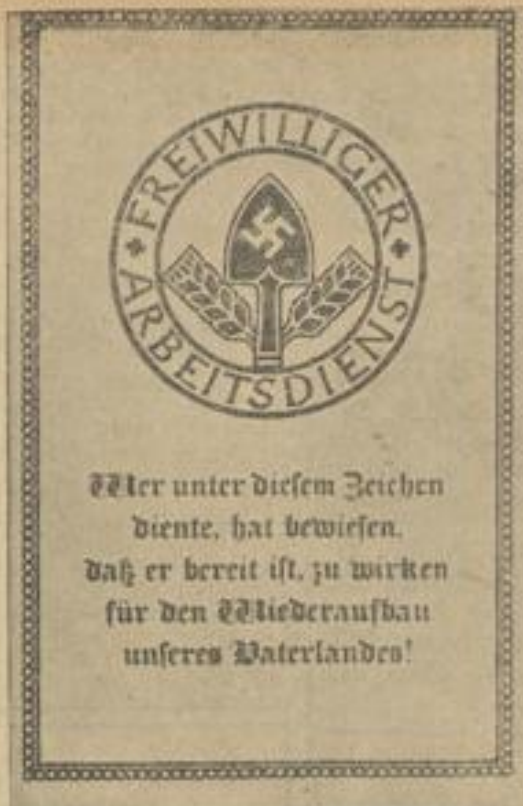 FREIWILLIGER
ARBEITSDIENST
Wer unter diesem Zeichen
diente, hat bewiesen,
daß er bereit ist, zu wirken
für den Wiederaufbau
unseres Vaterlandes!